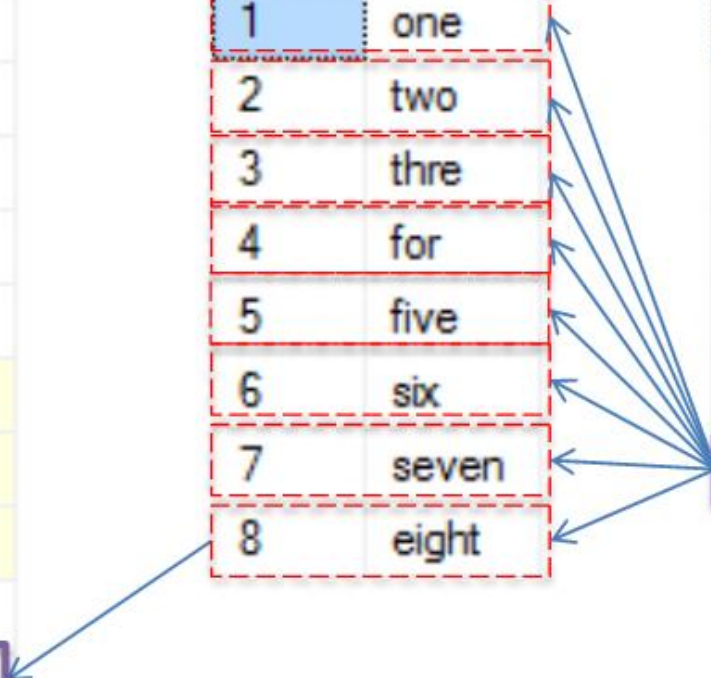 1 one
2 two
3 thre
4 for
5 five
6 six
7 seven
8 eight